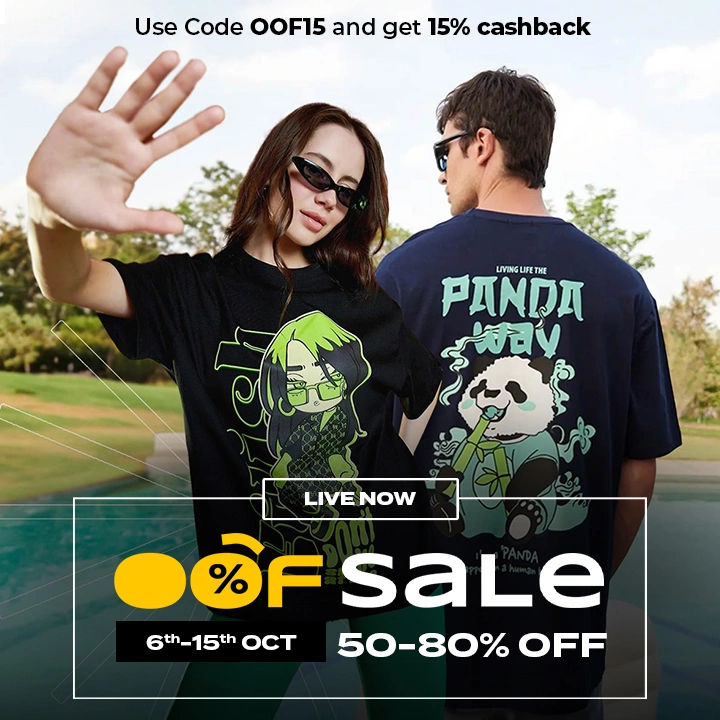 Use Code OOF15 and get 15% cashback
LIVING LIFE THE
PANDA
way
PANDA
LIVE NOW
OOF SALE
%
6th-15th OCT
50-80% OFF